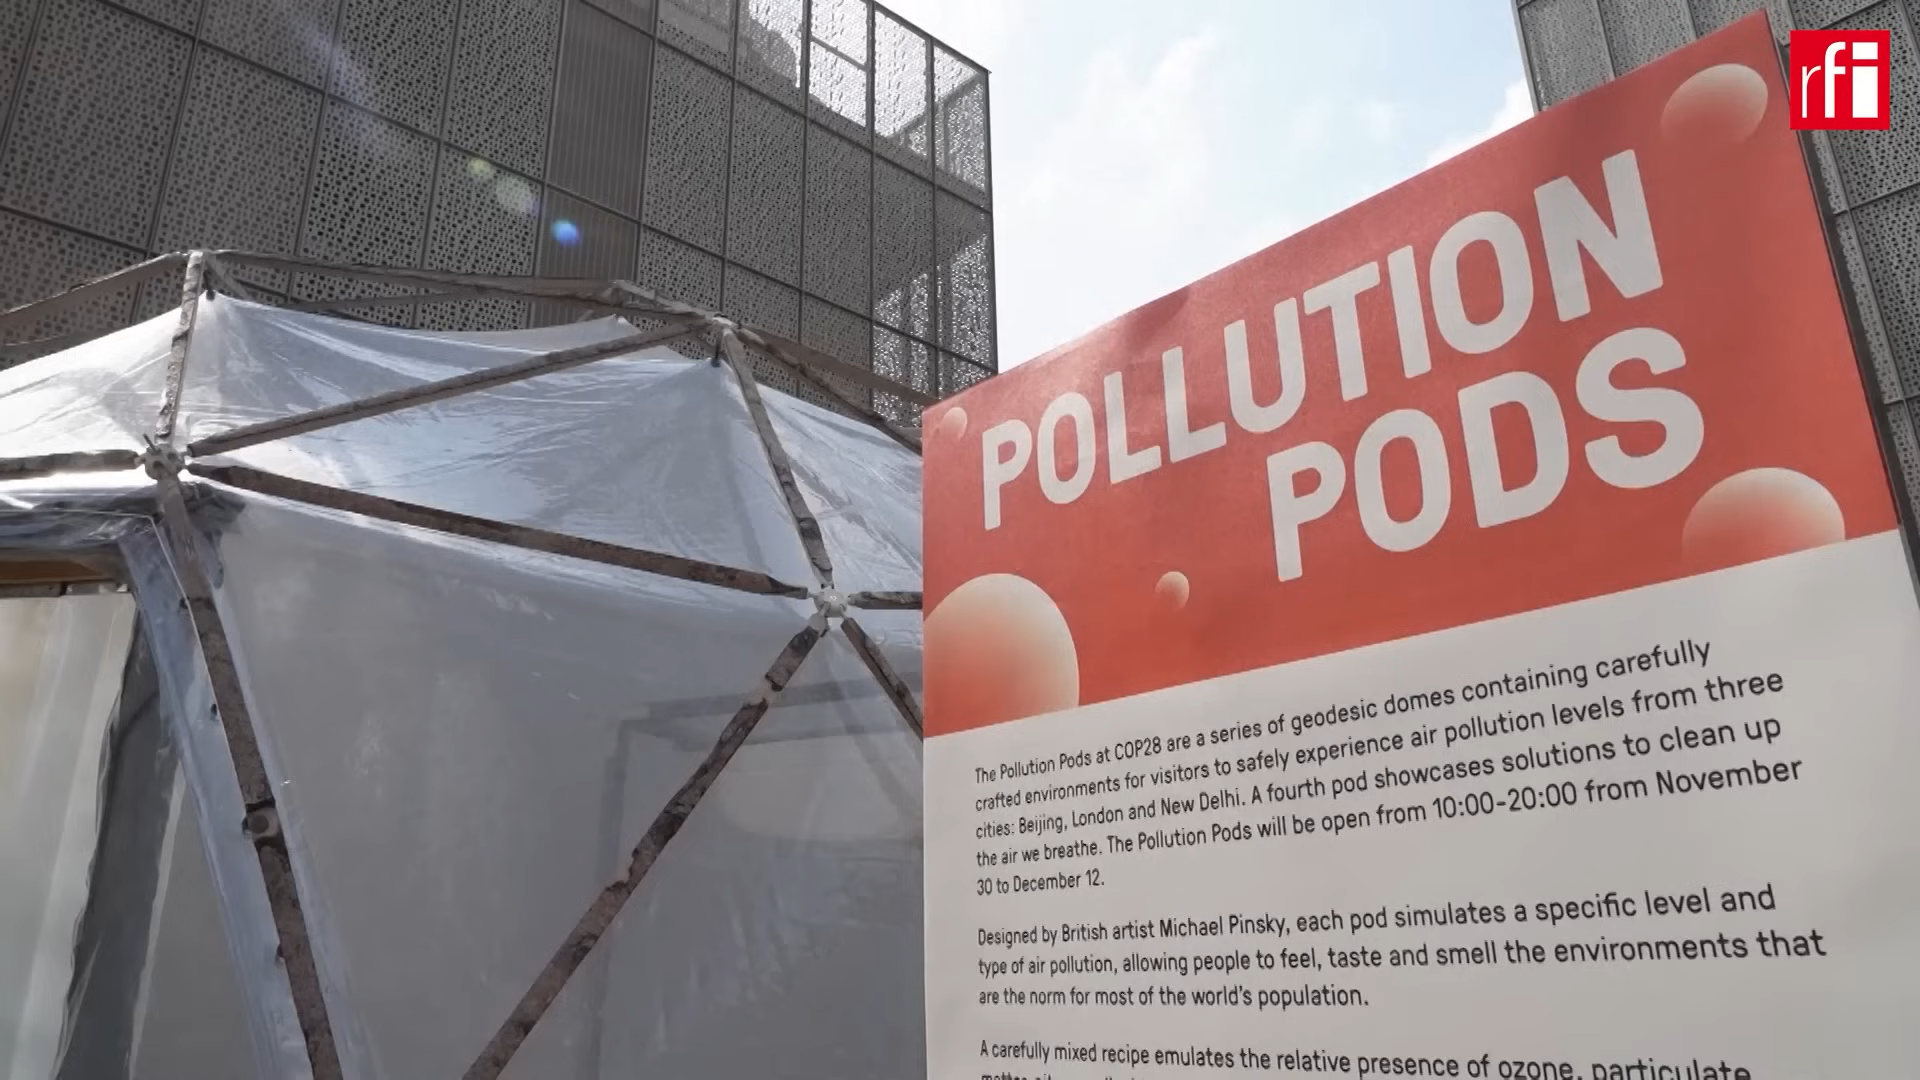 rfi
POLLUTION
PODS
The Pollution Pods at COP28 are a series of geodesic domes containing carefully
crafted environments for visitors to safely experience air pollution levels from three
cities: Beijing, London and New Delhi. A fourth pod showcases solutions to clean up
the air we breathe. The Pollution Pods will be open from 10:00-20:00 from November
30 to December 12.
Designed by British artist Michael Pinsky, each pod simulates a specific level and
type of air pollution, allowing people to feel, taste and smell the environments that
are the norm for most of the world's population.
A carefully mixed recipe emulates the relative presence of ozone, particulate